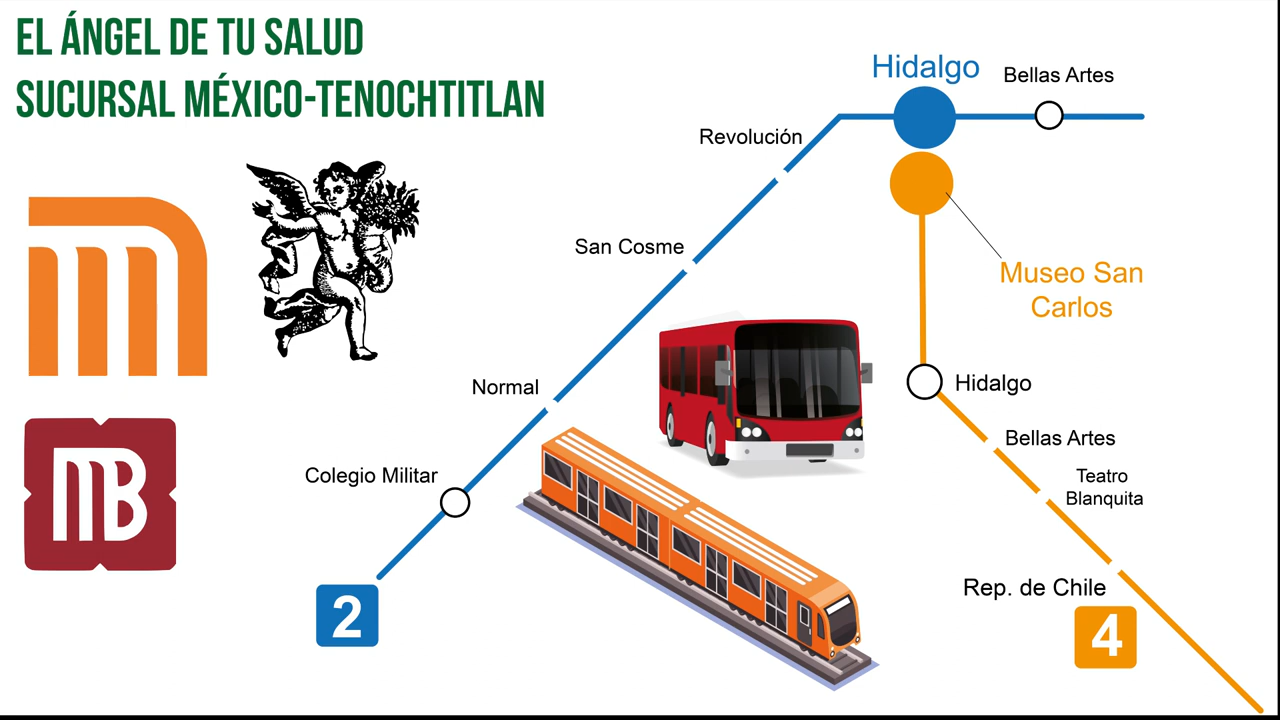 EL ÁNGEL DE TU SALUD
SUCURSAL MÉXICO-TENOCHTITLAN
Hidalgo
Bellas Artes
Revolución
San Cosme
Museo San
Carlos
Normal
Hidalgo
Bellas Artes
Colegio Militar
Teatro
Blanquita
MB
Rep. de Chile
2
4